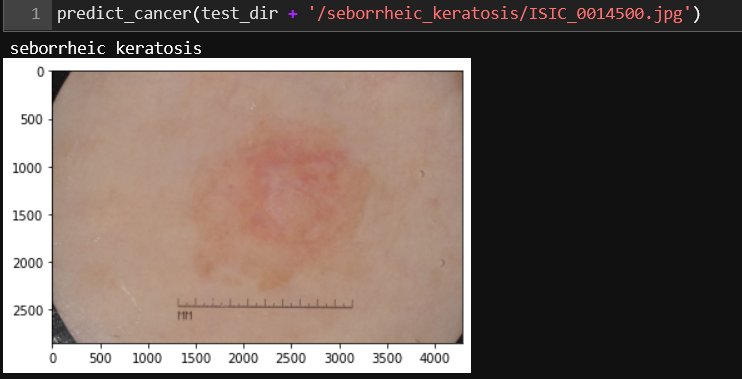 1 predict_cancer(test_dir + '/seborrheic_keratosis/ISIC_0014500.jpg')
seborrheic keratosis
0
500
1000
1500
2000
2500
MM
0 500 1000 1500 2000 2500 3000 3500 4000